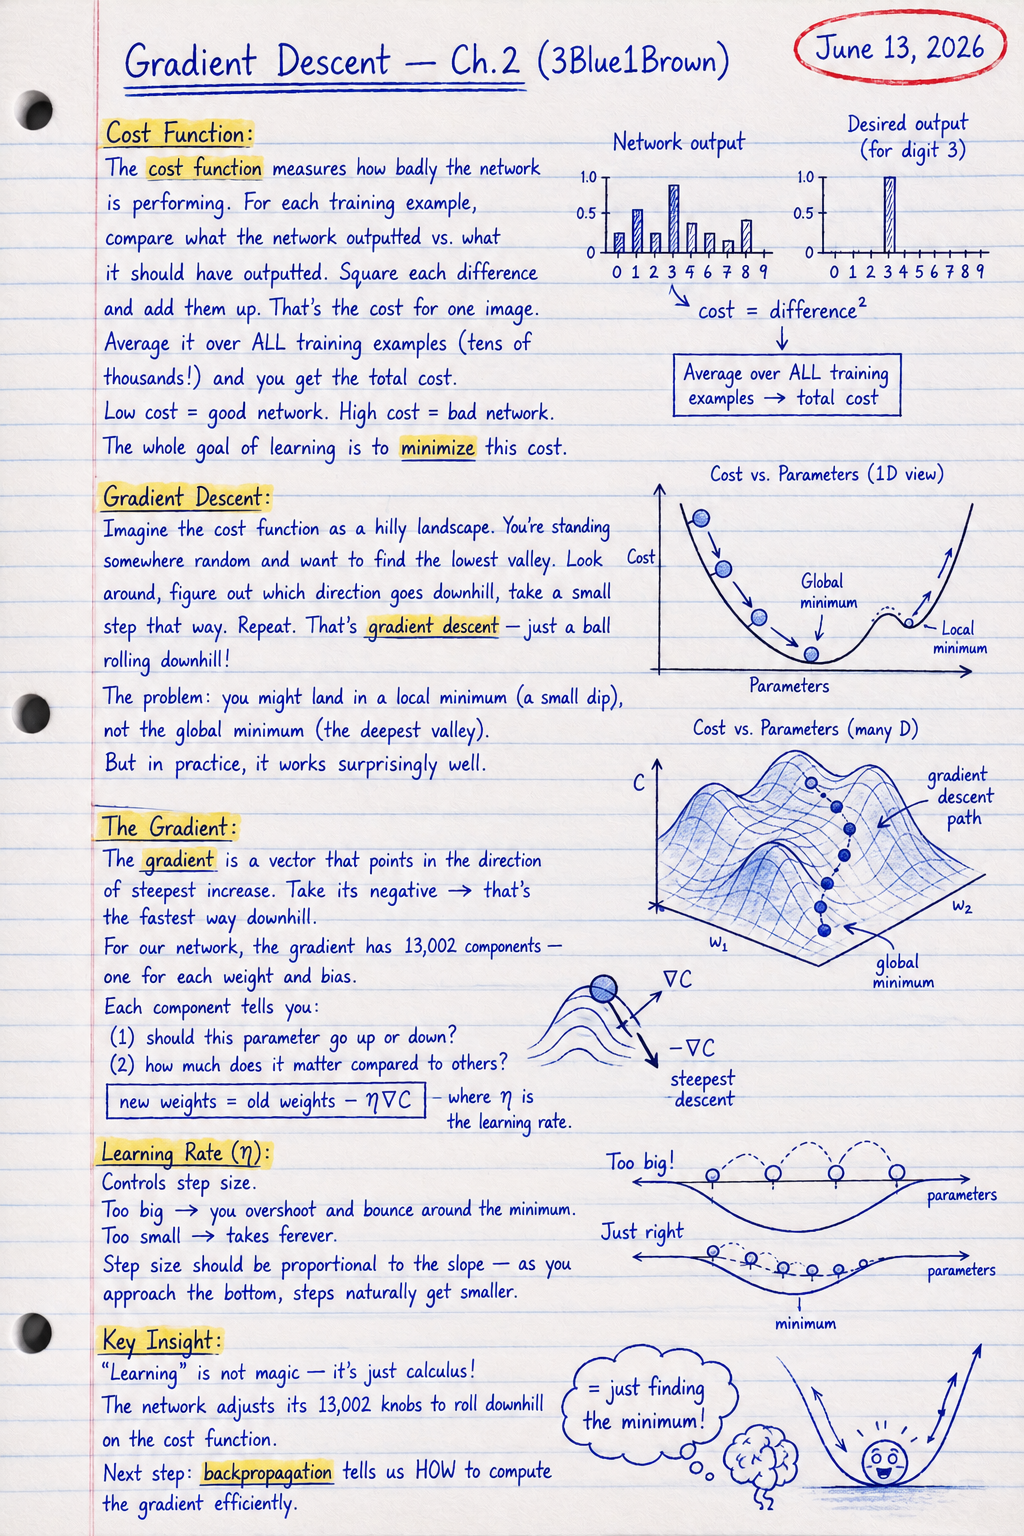 Gradient Descent — Ch.2 (3Blue1Brown)
June 13, 2026
Cost Function:
The cost function measures how badly the network
is performing. For each training example,
compare what the network outputted vs. what
it should have outputted. Square each difference
and add them up. That's the cost for one image.
Average it over ALL training examples (tens of
thousands!) and you get the total cost.
Low cost = good network. High cost = bad network.
The whole goal of learning is to minimize this cost.
Network output
1.0
0.5
0
0 1 2 3 4 6 7 8 9
Desired output
(for digit 3)
1.0
0.5
0
0 1 2 3 4 5 6 7 8 9
cost = difference²
Average over ALL training
examples → total cost
Gradient Descent:
Imagine the cost function as a hilly landscape. You're standing
somewhere random and want to find the lowest valley. Look
around, figure out which direction goes downhill, take a small
step that way. Repeat. That's gradient descent — just a ball
rolling downhill!
The problem: you might land in a local minimum (a small dip),
not the global minimum (the deepest valley).
But in practice, it works surprisingly well.
Cost vs. Parameters (1D view)
Cost
Global
minimum
Local
minimum
Parameters
Cost vs. Parameters (many D)
C
gradient
descent
path
W₁
W₂
global
minimum
The Gradient:
The gradient is a vector that points in the direction
of steepest increase. Take its negative → that's
the fastest way downhill.
For our network, the gradient has 13,002 components —
one for each weight and bias.
Each component tells you:
(1) should this parameter go up or down?
(2) how much does it matter compared to others?
new weights = old weights − η∇C
– where η is
the learning rate.
∇C
−∇C
steepest
descent
Learning Rate (η):
Controls step size.
Too big → you overshoot and bounce around the minimum.
Too small → takes ferever.
Step size should be proportional to the slope — as you
approach the bottom, steps naturally get smaller.
Too big!
parameters
Just right
parameters
minimum
Key Insight:
"Learning" is not magic — it's just calculus!
The network adjusts its 13,002 knobs to roll downhill
on the cost function.
Next step: backpropagation tells us HOW to compute
the gradient efficiently.
= just finding
the minimum!